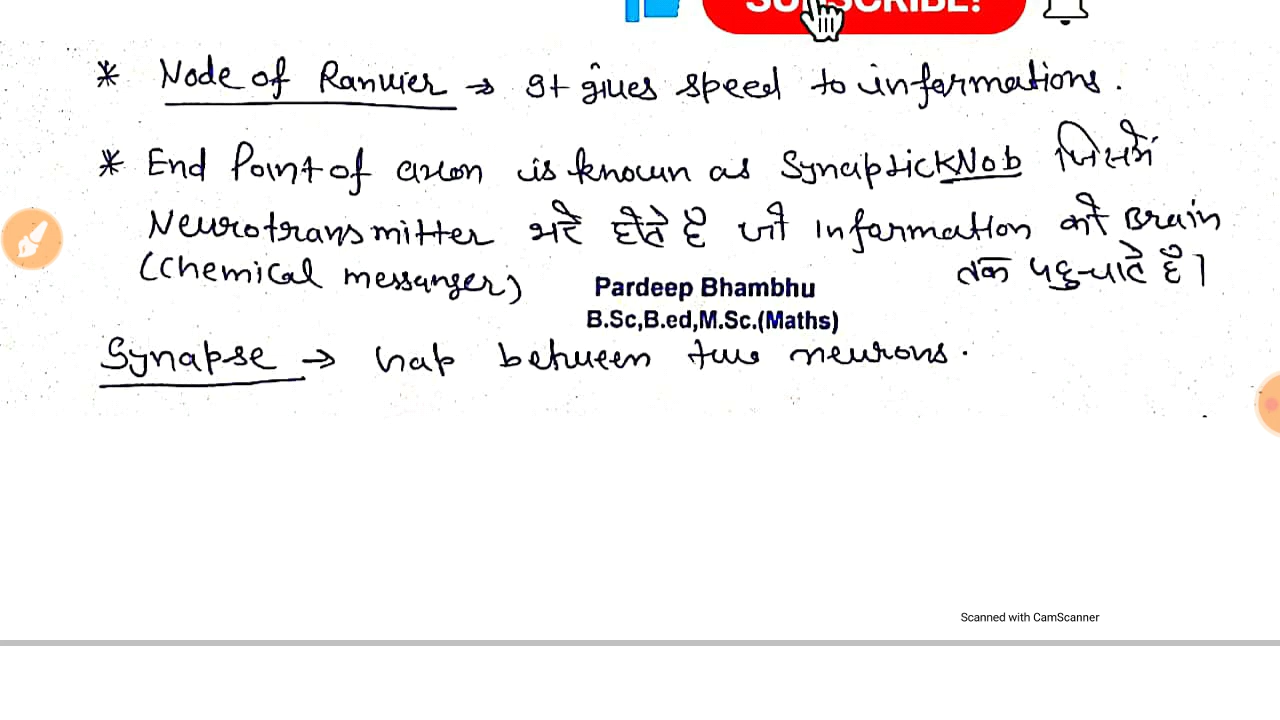 SUBSCRIBE!
* Node of Ranvier → It gives speed to informations.
* End Point of axon is known as Synaptic kNob जिसमें
Neurotransmitter भरे होते है जो information को Brain
(Chemical messanger) तक पहुचाते है।
Pardeep Bhambhu
B.Sc,B.ed,M.Sc.(Maths)
Synapse → Gap between two neurons.
Scanned with CamScanner